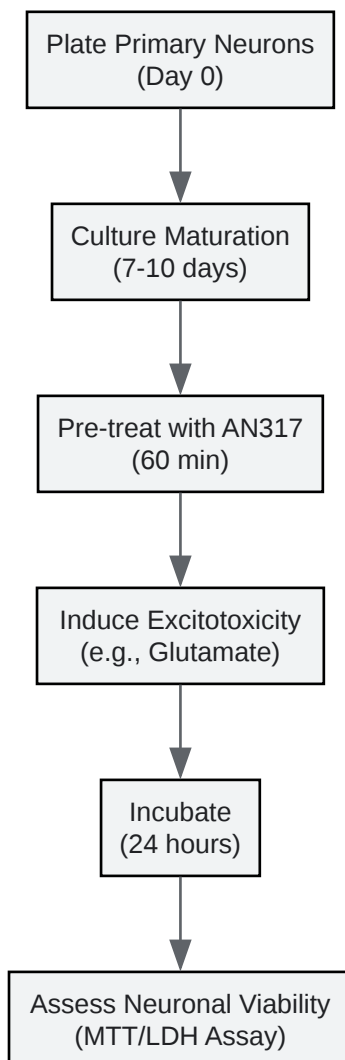 Plate Primary Neurons
(Day 0)
Culture Maturation
(7-10 days)
Pre-treat with AN317
(60 min)
Induce Excitotoxicity
(e.g., Glutamate)
Incubate
(24 hours)
Assess Neuronal Viability
(MTT/LDH Assay)